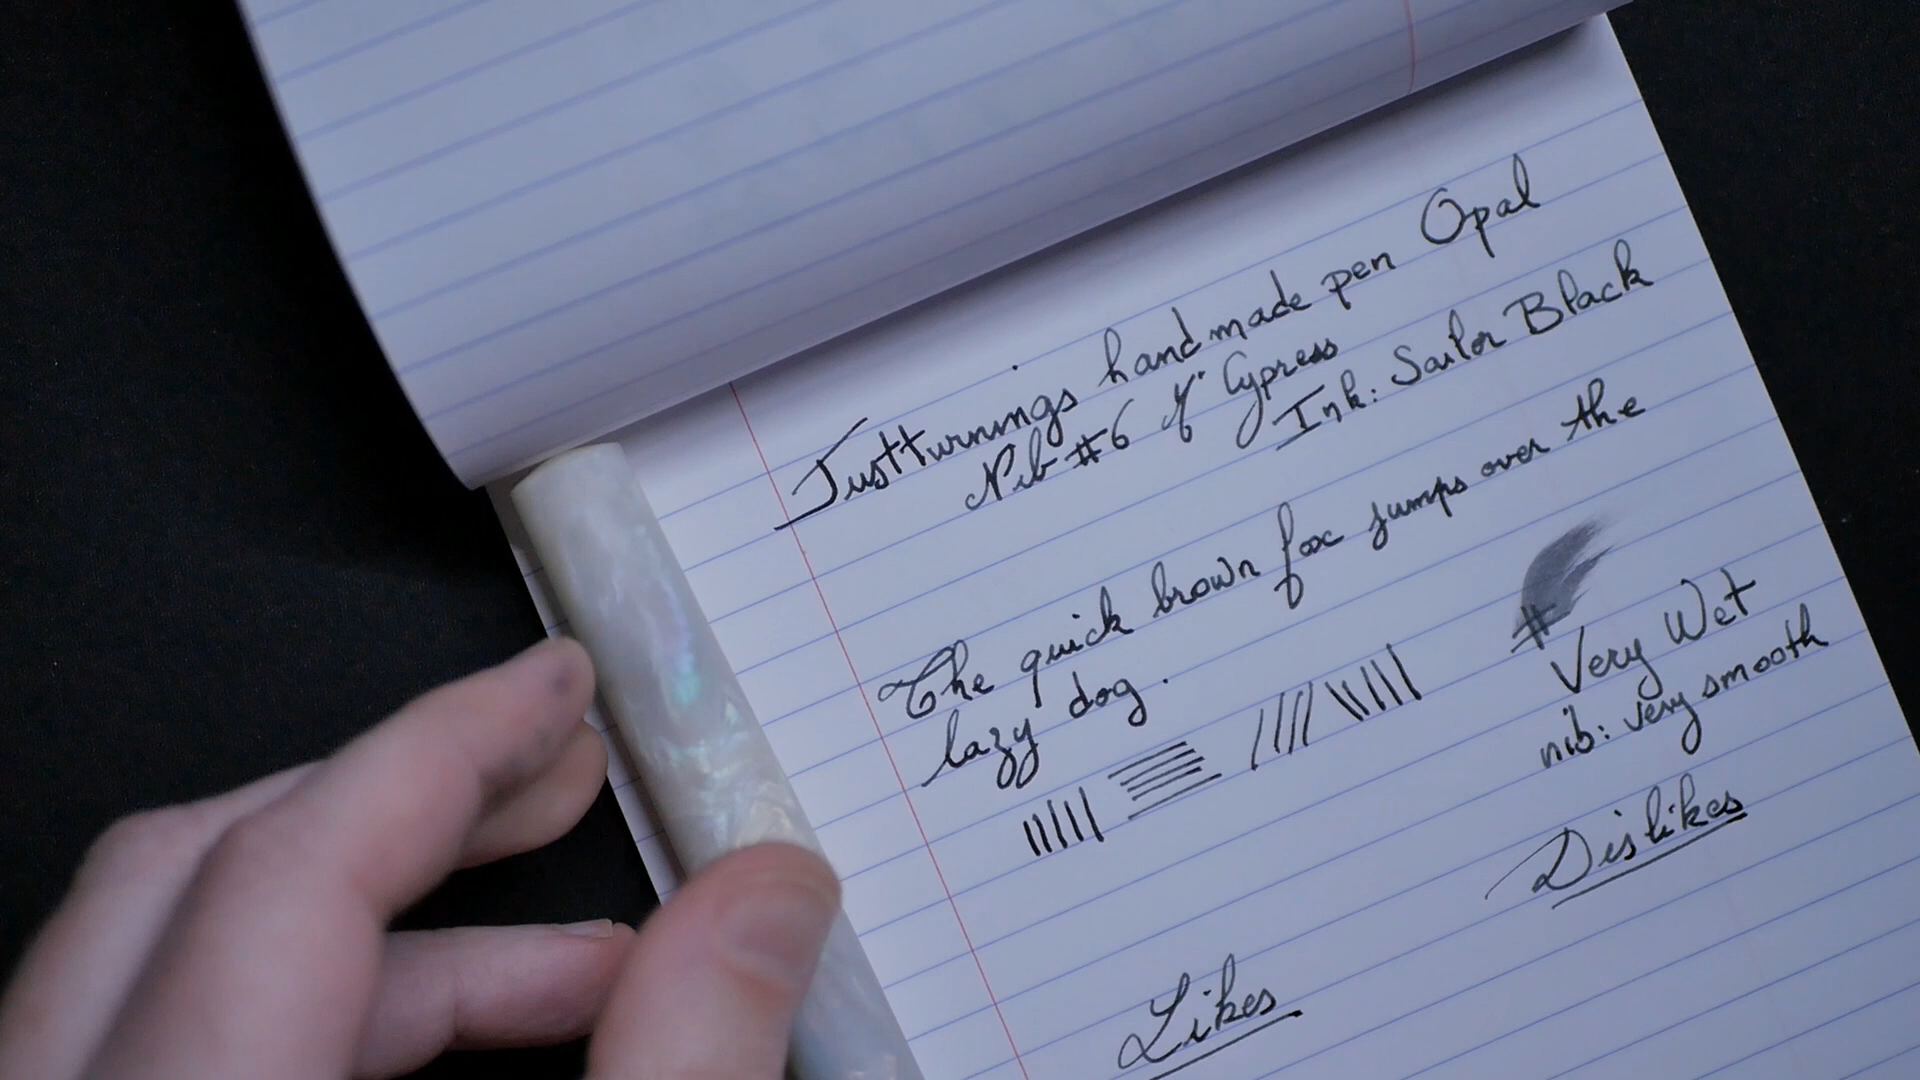 Justturnings handmade pen Opal
Nib #6 "f" Cypress
Ink: Sailor Black
The quick brown fox jumps over the
lazy dog.
#
Very Wet
nib: very smooth
Dislikes
Likes